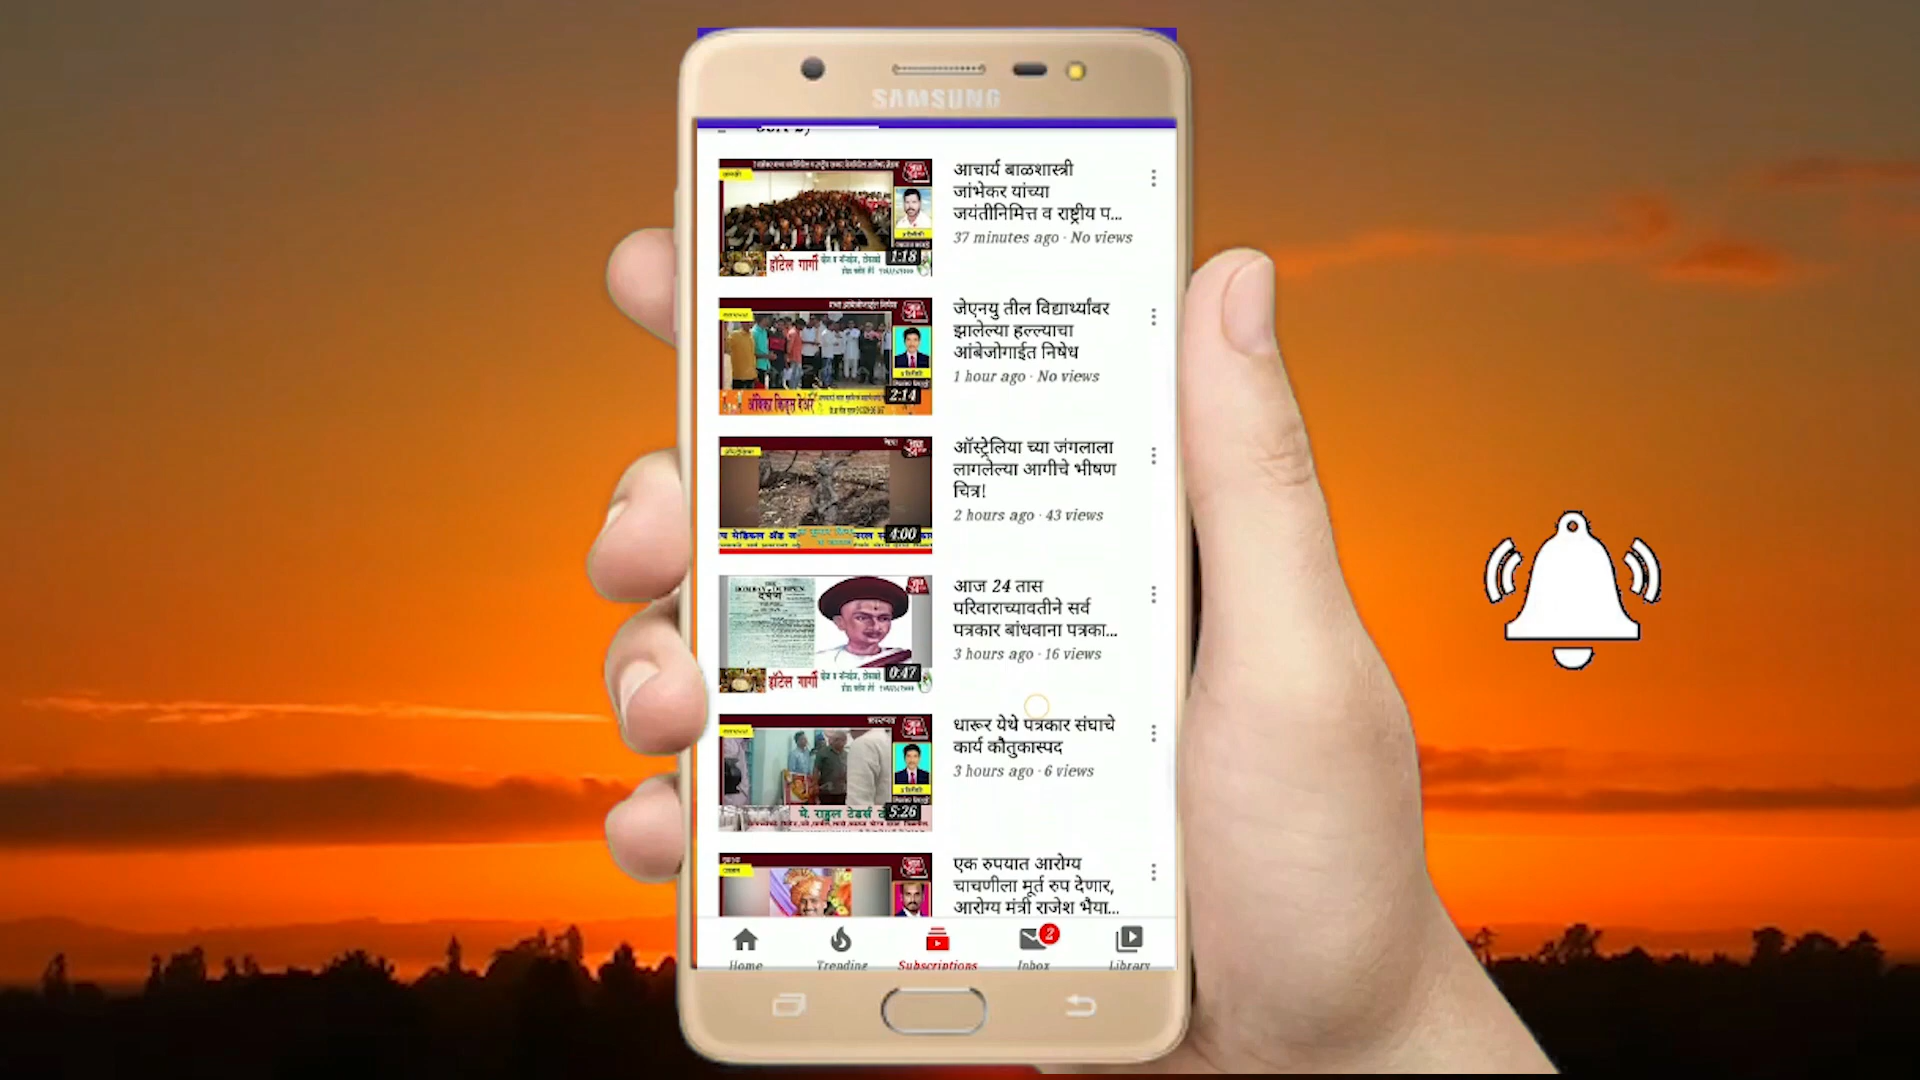 SAMSUNG
आचार्य बाळशास्त्री
जांभेकर यांच्या
जयंतीनिमित्त व राष्ट्रीय प...
37 minutes ago · No views
हॉटेल गार्गी
1:18
जेएनयु तील विद्यार्थ्यांवर
झालेल्या हल्ल्याचा
आंबेजोगाईत निषेध
1 hour ago · No views
2:14
अंबिका किड्स वेअर
ऑस्ट्रेलिया च्या जंगलाला
लागलेल्या आगीचे भीषण
चित्र!
2 hours ago · 43 views
4:00
आज 24 तास
परिवाराच्यावतीने सर्व
पत्रकार बांधवाना पत्रका...
3 hours ago · 16 views
हॉटेल गार्गी
0:47
धारूर येथे पत्रकार संघाचे
कार्य कौतुकास्पद
3 hours ago · 6 views
मे. राहुल टेडर्स
5:26
एक रुपयात आरोग्य
चाचणीला मूर्त रुप देणार,
आरोग्य मंत्री राजेश भैया...
2
Home
Trending
Subscriptions
Inbox
Library